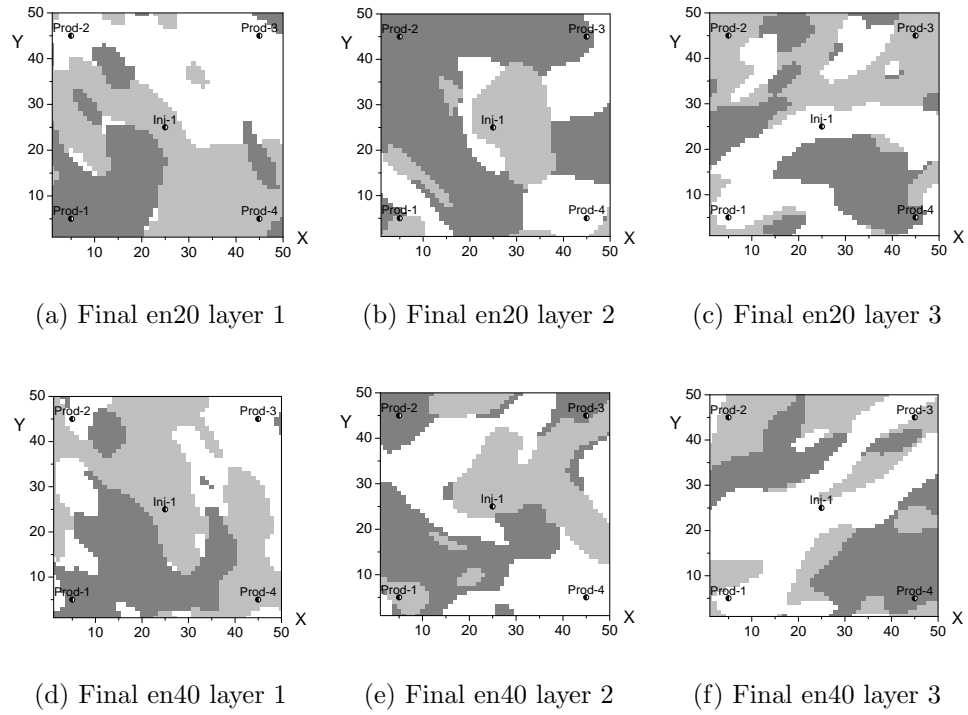 50
Prod-2
Prod-3
Y
40
30
Inj-1
20
10
Prod-1
Prod-4
X
10
20
30
40
50
(a) Final en20 layer 1
50
Prod-2
Prod-3
Y
40
30
Inj-1
20
10
Prod-1
Prod-4
X
10
20
30
40
50
(b) Final en20 layer 2
50
Prod-2
Prod-3
Y
40
30
Inj-1
20
10
Prod-1
Prod-4
X
10
20
30
40
50
(c) Final en20 layer 3
50
Prod-2
Prod-3
Y
40
30
Inj-1
20
10
Prod-1
Prod-4
X
10
20
30
40
50
(d) Final en40 layer 1
50
Prod-2
Prod-3
Y
40
30
Inj-1
20
10
Prod-1
Prod-4
X
10
20
30
40
50
(e) Final en40 layer 2
50
Prod-2
Prod-3
Y
40
30
Inj-1
20
10
Prod-1
Prod-4
X
10
20
30
40
50
(f) Final en40 layer 3